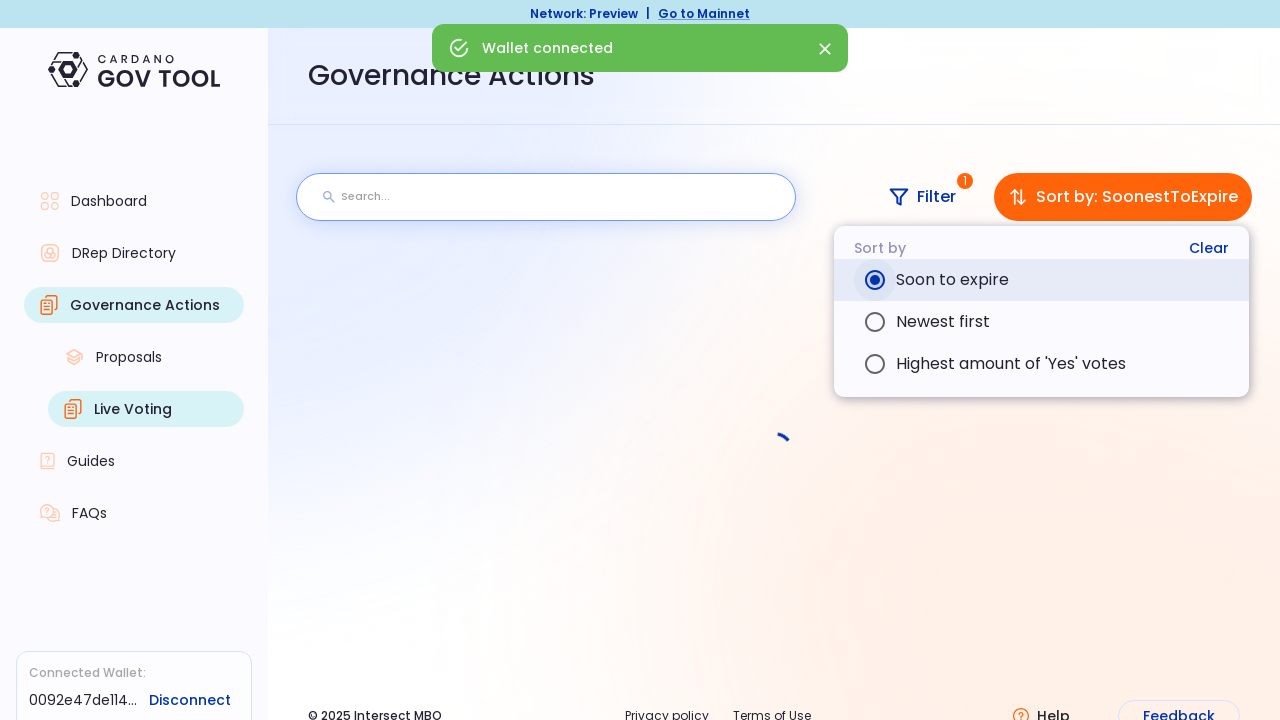 Network: Preview | Go to Mainnet
Wallet connected
CARDANO
GOV TOOL
Governance Actions
Dashboard
DRep Directory
Governance Actions
Proposals
Live Voting
Guides
FAQs
Connected Wallet:
0092e47de114... Disconnect
Search...
Filter 1
Sort by: SoonestToExpire
Sort by Clear
Soon to expire
Newest first
Highest amount of 'Yes' votes
© 2025 Intersect MBO Privacy policy Terms of Use Help Feedback